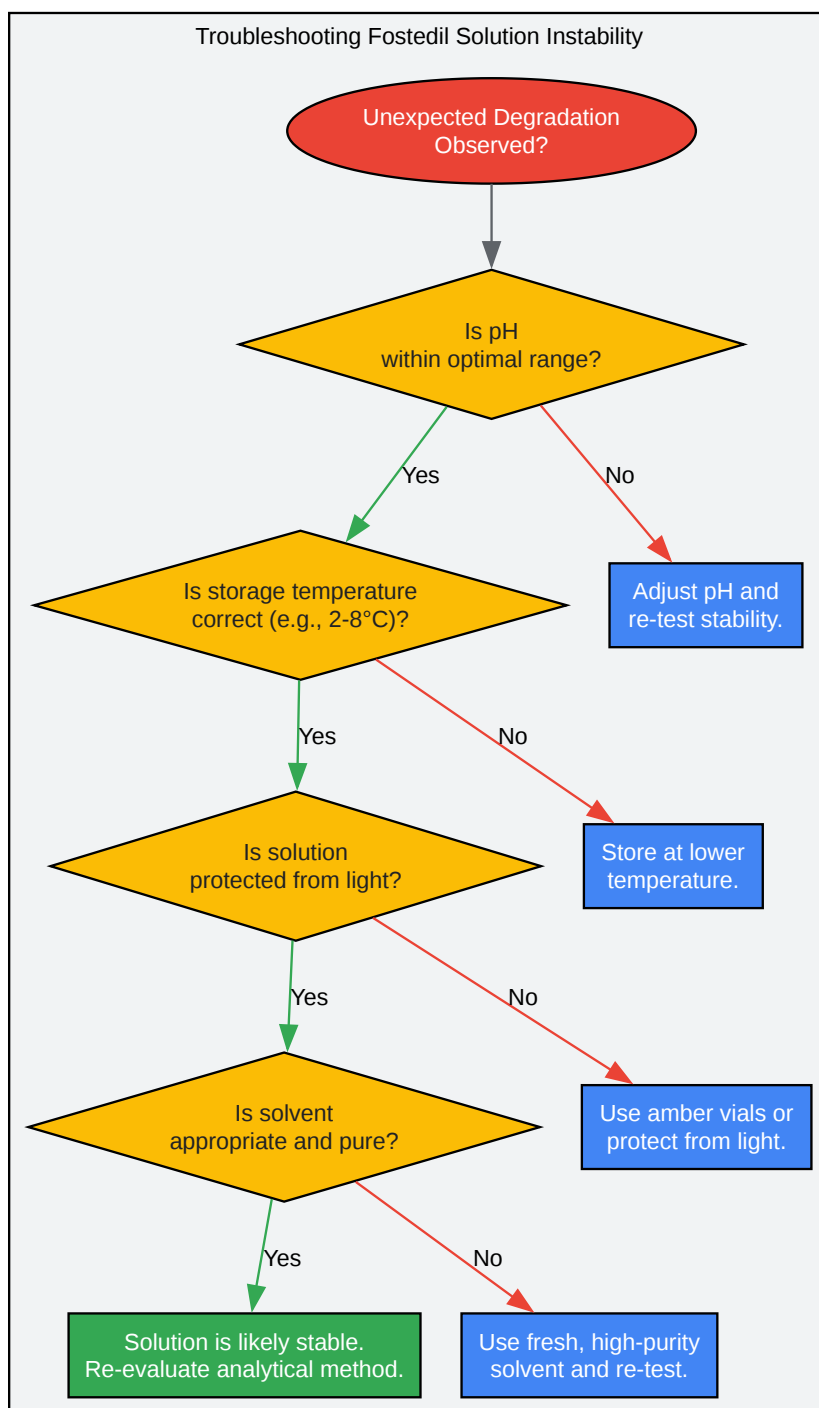 Troubleshooting Fostedil Solution Instability
Unexpected Degradation
Observed?
Is pH
within optimal range?
Yes
No
Is storage temperature
correct (e.g., 2-8°C)?
Adjust pH and
re-test stability.
Yes
No
Is solution
protected from light?
Store at lower
temperature.
Yes
No
Is solvent
appropriate and pure?
Use amber vials or
protect from light.
Yes
No
Solution is likely stable.
Re-evaluate analytical method.
Use fresh, high-purity
solvent and re-test.